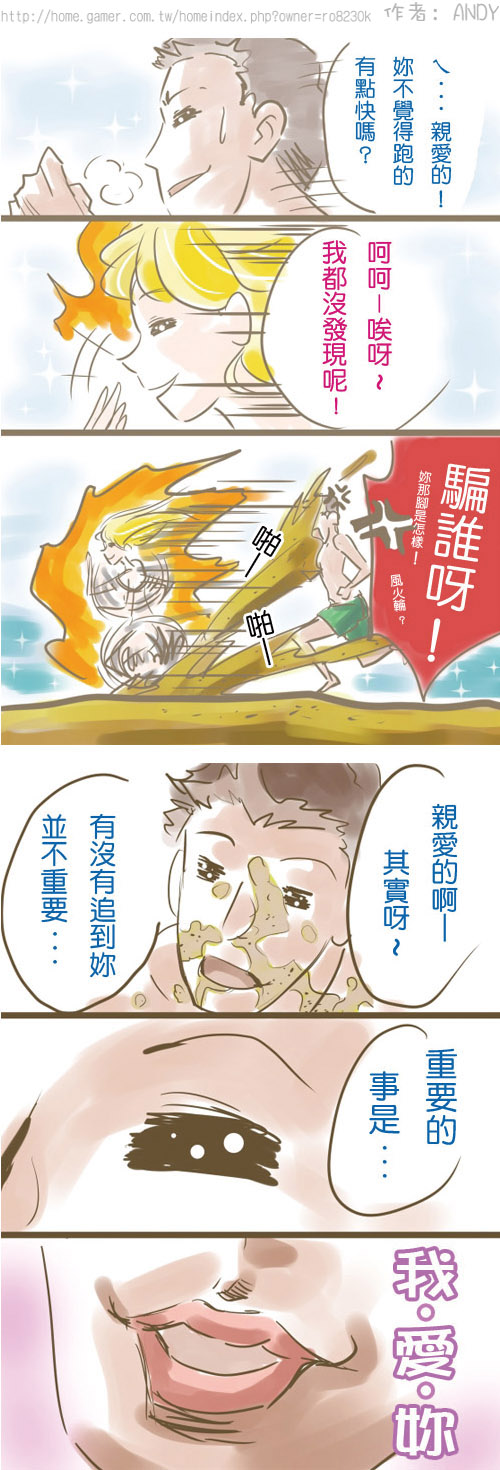 http://home.gamer.com.tw/homeindex.php?owner=ro8230k 作者: ANDY
ㄟ...親愛的!
妳不覺得跑的
有點快嗎?
呵呵—唉呀~
我都沒發現呢!
騙誰呀!
妳那腳是怎樣!
風火輪?
啪—
啪—
親愛的啊—
其實呀~
有沒有追到妳
並不重要...
重要的
事是...
我·愛·妳